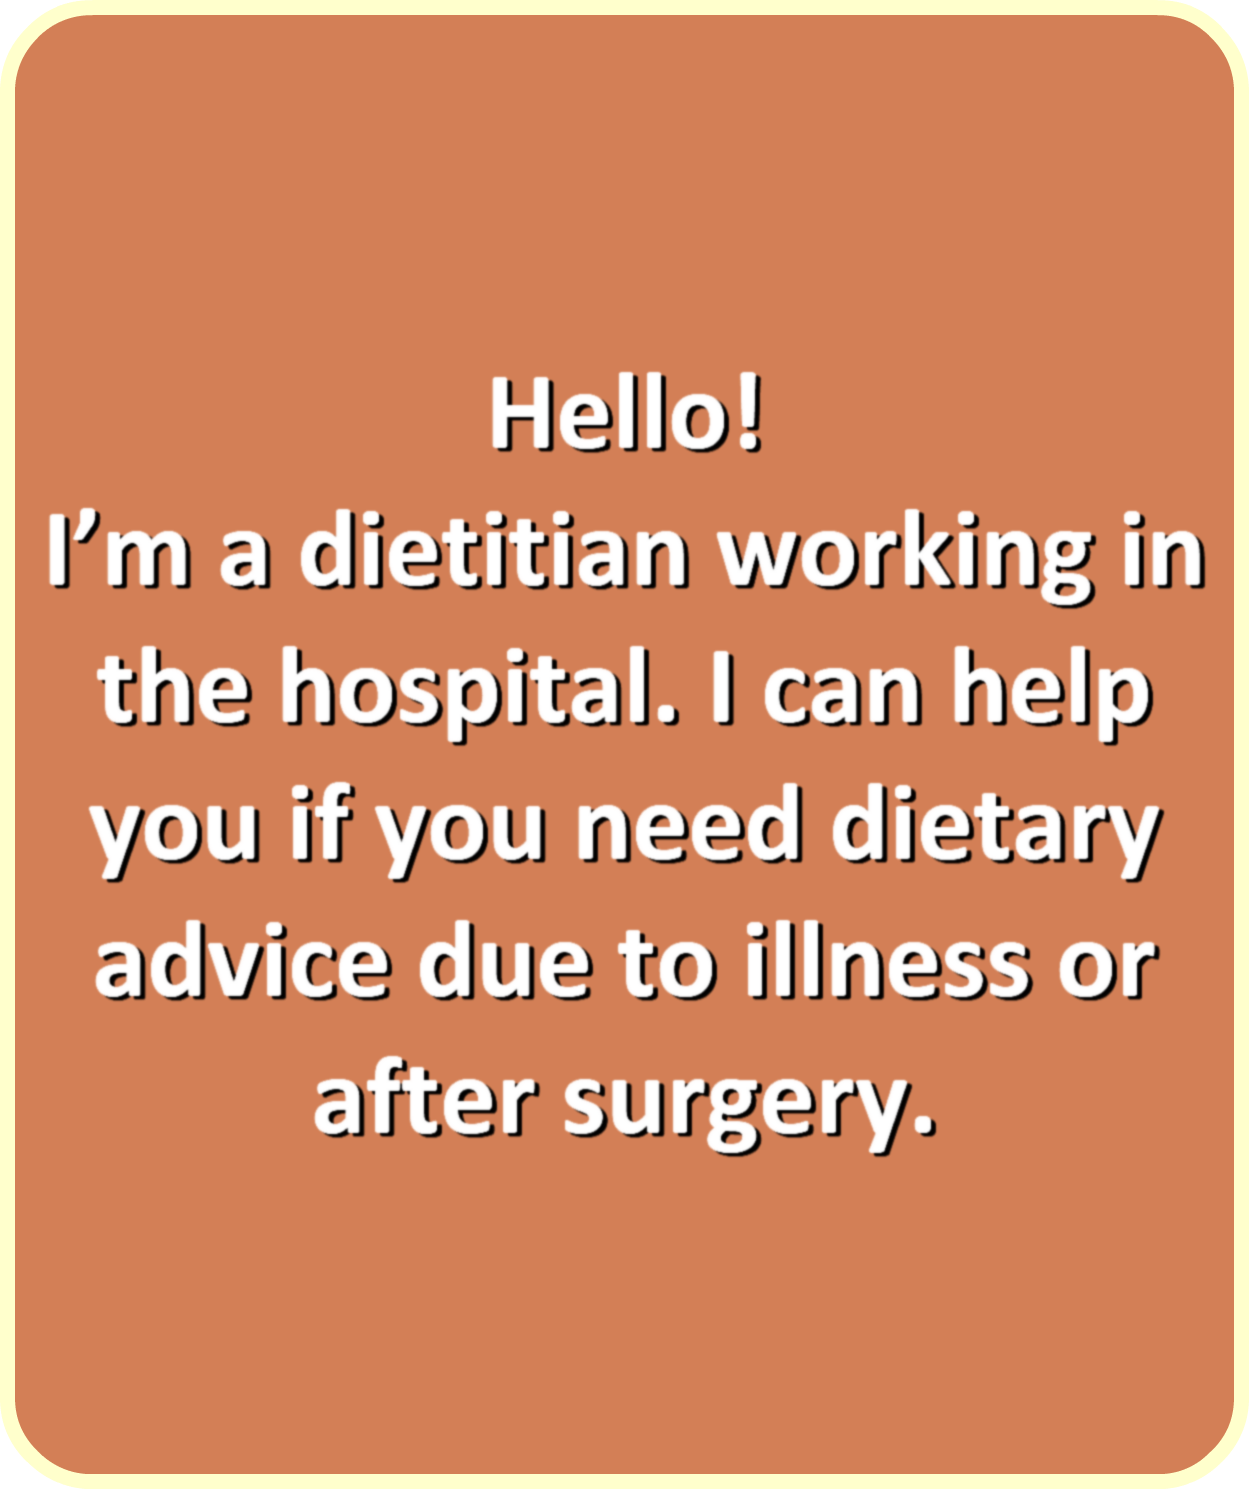 Hello!
I’m a dietitian working in
the hospital. I can help
you if you need dietary
advice due to illness or
after surgery.